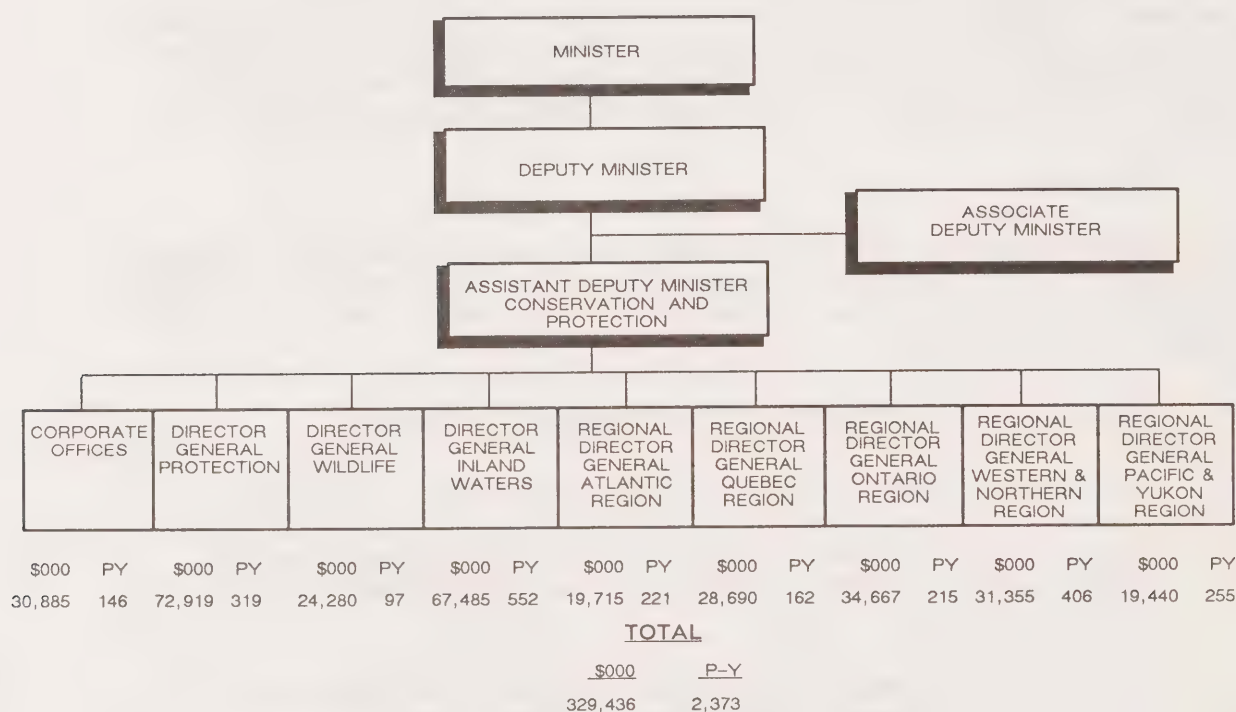 MINISTER
DEPUTY MINISTER
ASSOCIATE
DEPUTY MINISTER
ASSISTANT DEPUTY MINISTER
CONSERVATION AND
PROTECTION
CORPORATE
OFFICES
DIRECTOR
GENERAL
PROTECTION
DIRECTOR
GENERAL
WILDLIFE
DIRECTOR
GENERAL
INLAND
WATERS
REGIONAL
DIRECTOR
GENERAL
ATLANTIC
REGION
REGIONAL
DIRECTOR
GENERAL
QUEBEC
REGION
REGIONAL
DIRECTOR
GENERAL
ONTARIO
REGION
REGIONAL
DIRECTOR
GENERAL
WESTERN &
NORTHERN
REGION
REGIONAL
DIRECTOR
GENERAL
PACIFIC &
YUKON
REGION
$000 PY $000 PY $000 PY $000 PY $000 PY $000 PY $000 PY $000 PY $000 PY
30,885 146 72,919 319 24,280 97 67,485 552 19,715 221 28,690 162 34,667 215 31,355 406 19,440 255
TOTAL
$000 P-Y
329,436 2,373